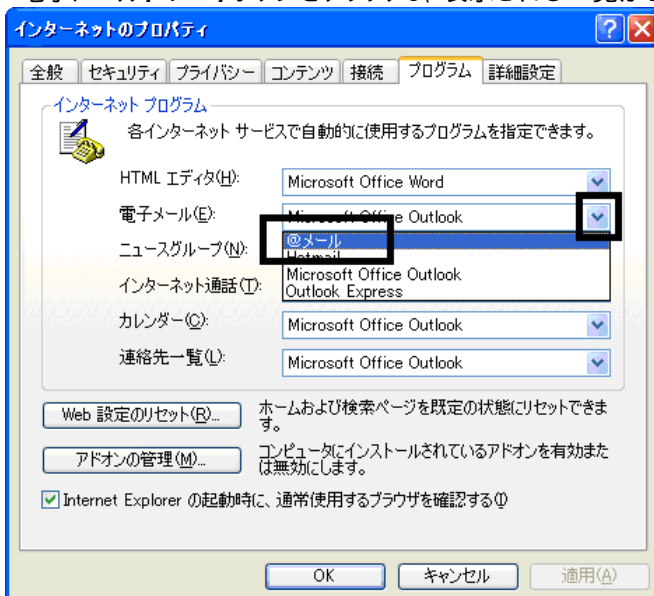 インターネットのプロパティ
全般 セキュリティ プライバシー コンテンツ 接続 プログラム 詳細設定
インターネット プログラム
各インターネット サービスで自動的に使用するプログラムを指定できます。
HTML エディタ(H): Microsoft Office Word
電子メール(E): Microsoft Office Outlook
@メール
ニュースグループ(N): Hotmail
Microsoft Office Outlook
インターネット通話(T): Outlook Express
カレンダー(C): Microsoft Office Outlook
連絡先一覧(L): Microsoft Office Outlook
Web 設定のリセット(R)... ホームおよび検索ページを既定の状態にリセットできま
す。
アドオンの管理(M)... コンピュータにインストールされているアドオンを有効また
は無効にします。
Internet Explorer の起動時に、通常使用するブラウザを確認する(I)
OK キャンセル 適用(A)